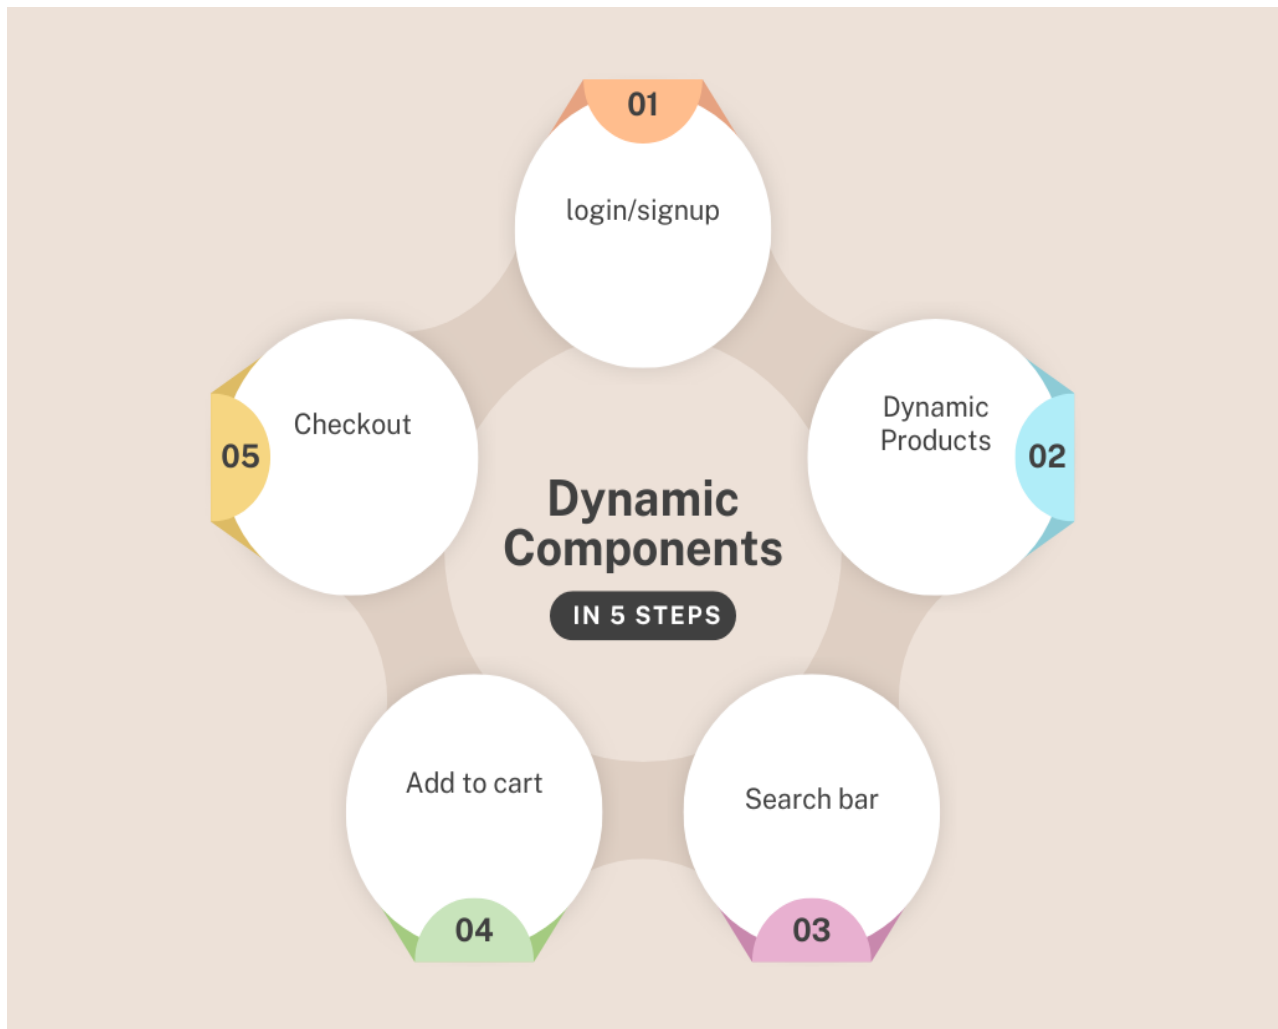 01
login/signup
Dynamic
Products
02
Dynamic
Components
IN 5 STEPS
05
Checkout
Add to cart
04
Search bar
03